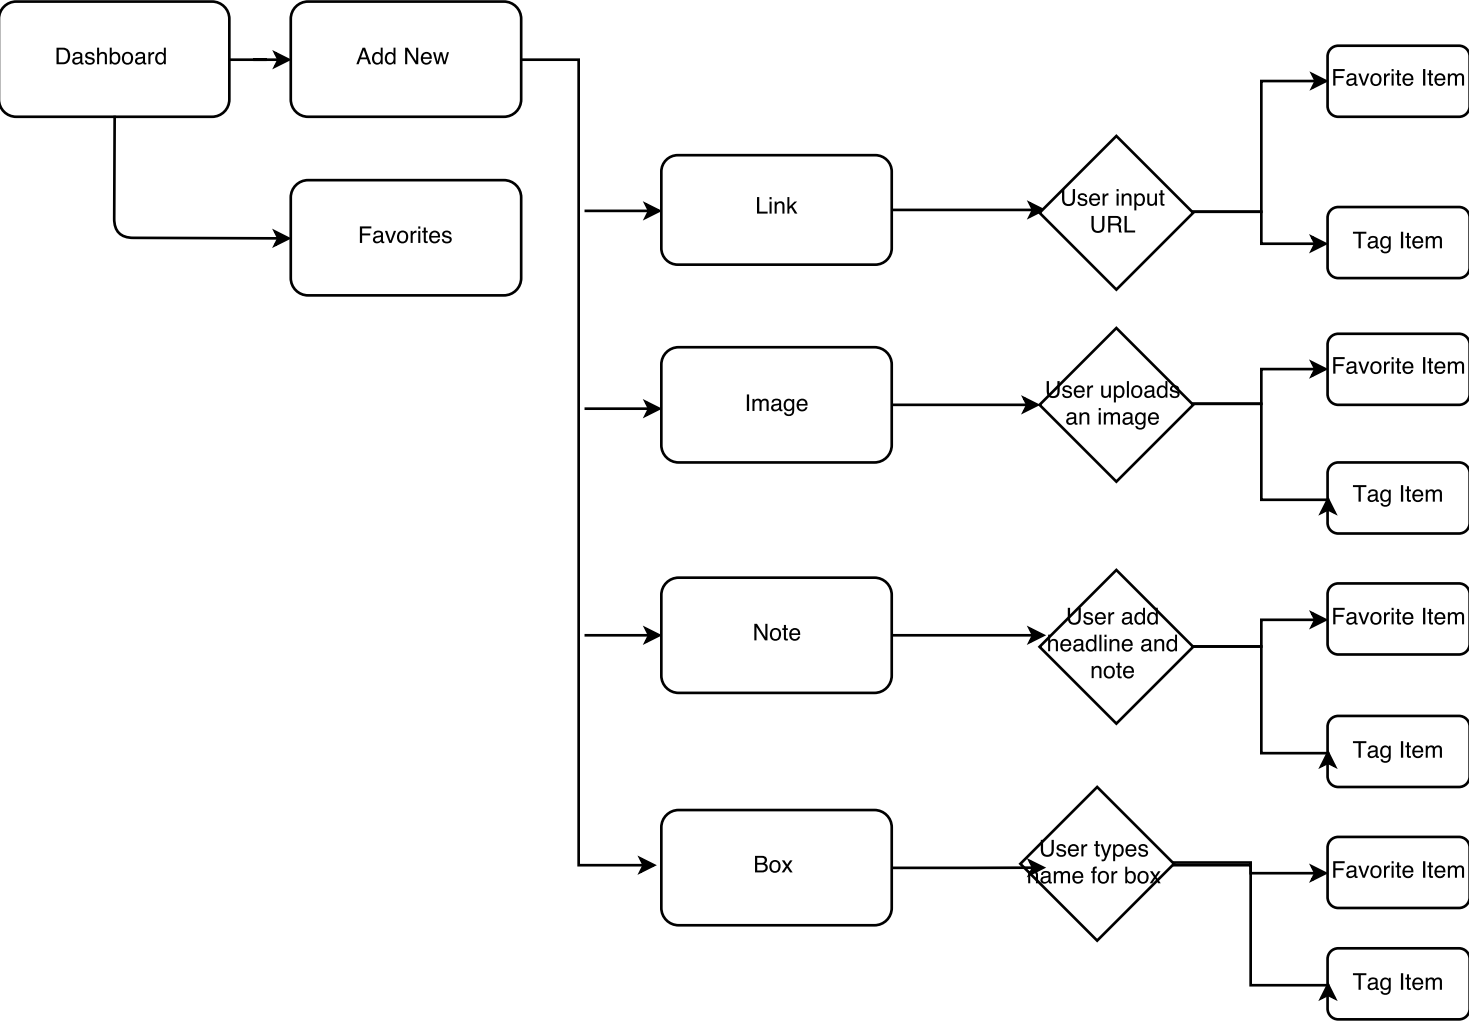 Dashboard
Add New
Favorites
Link
User input
URL
Favorite Item
Tag Item
Image
User uploads
an image
Favorite Item
Tag Item
Note
User add
headline and
note
Favorite Item
Tag Item
Box
User types
name for box
Favorite Item
Tag Item